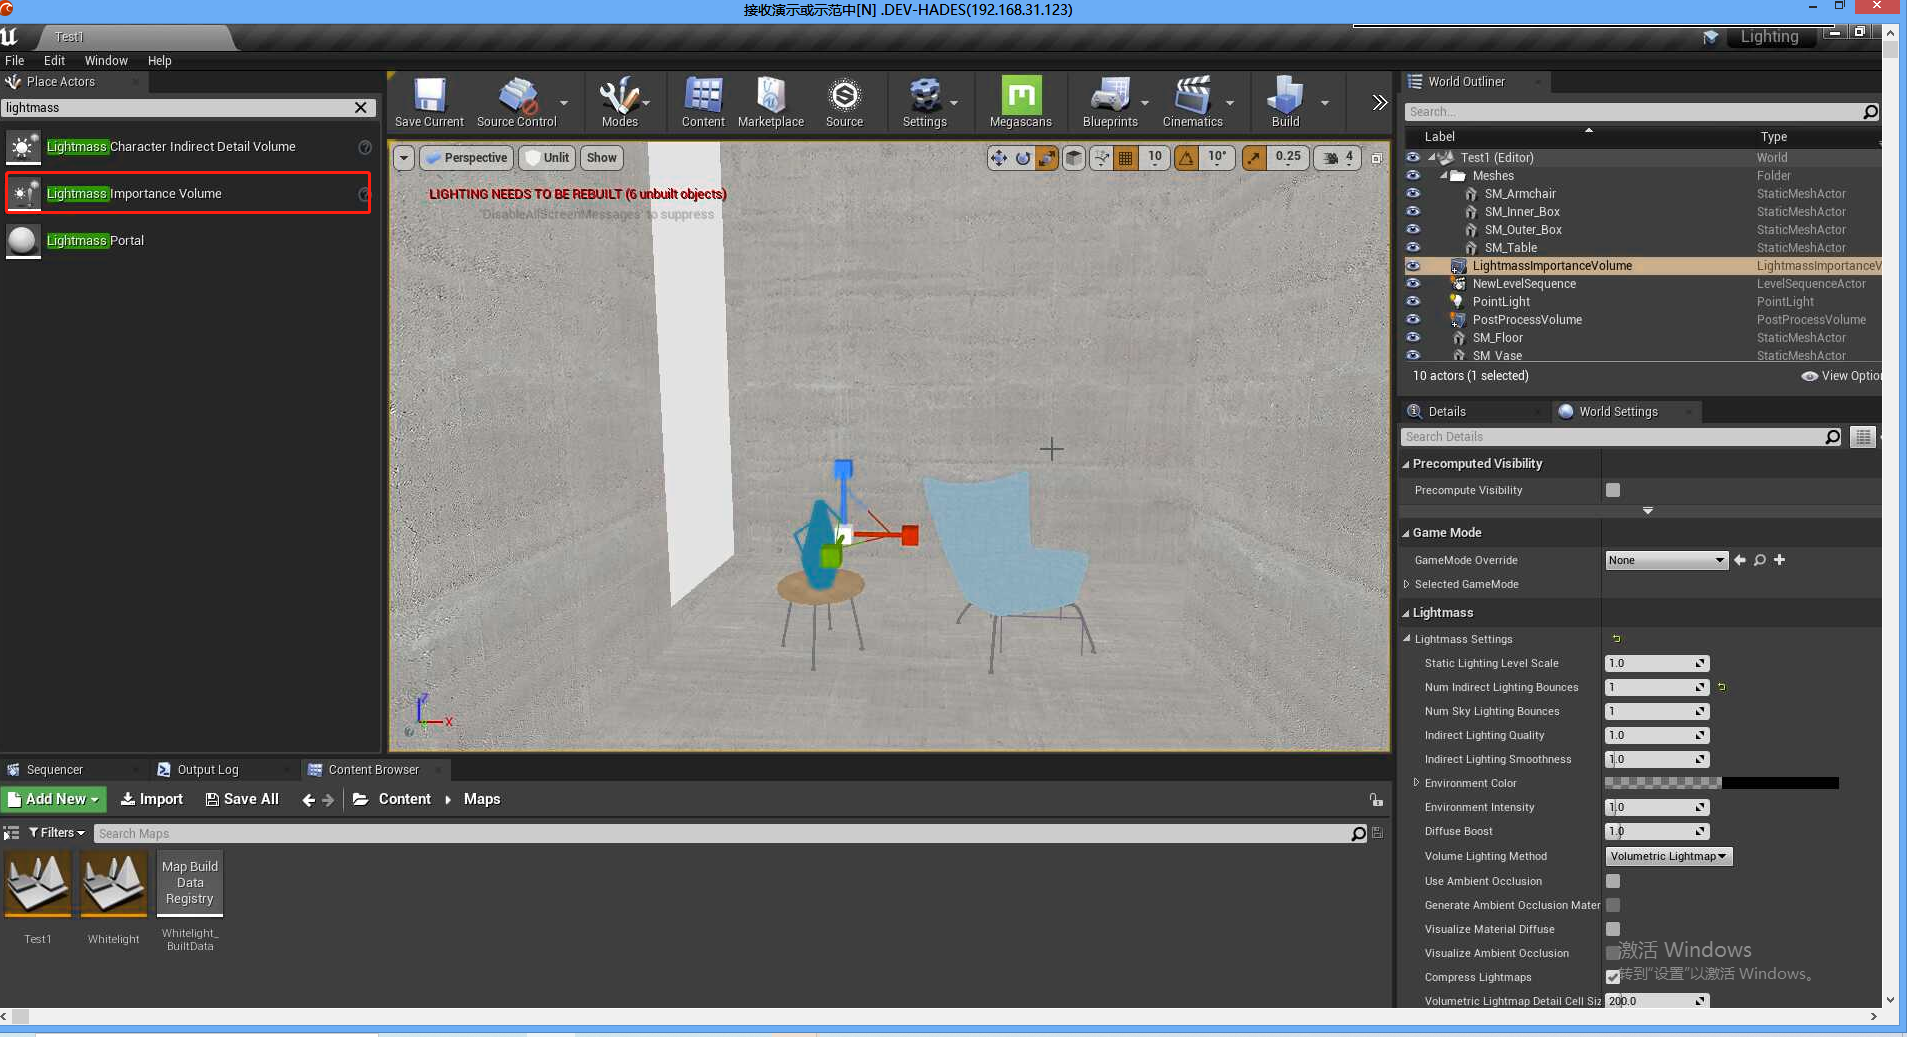 接收演示或示范中[N] .DEV-HADES(192.168.31.123)
Test1
Lighting
File Edit Window Help
Place Actors
lightmass
Lightmass Character Indirect Detail Volume
Lightmass Importance Volume
Lightmass Portal
Save Current Source Control Modes Content Marketplace Source Settings Megascans Blueprints Cinematics Build
Perspective Unlit Show 10 10° 0.25 4
LIGHTING NEEDS TO BE REBUILT (6 unbuilt objects)
'DisableAllScreenMessages' to suppress
Z
X
World Outliner
Search...
Label Type
Test1 (Editor) World
Meshes Folder
SM_Armchair StaticMeshActor
SM_Inner_Box StaticMeshActor
SM_Outer_Box StaticMeshActor
SM_Table StaticMeshActor
LightmassImportanceVolume LightmassImportanceV
NewLevelSequence LevelSequenceActor
PointLight PointLight
PostProcessVolume PostProcessVolume
SM_Floor StaticMeshActor
SM_Vase StaticMeshActor
10 actors (1 selected) View Option
Details World Settings
Search Details
Precomputed Visibility
Precompute Visibility
Game Mode
GameMode Override None
Selected GameMode
Lightmass
Lightmass Settings
Static Lighting Level Scale 1.0
Num Indirect Lighting Bounces 1
Num Sky Lighting Bounces 1
Indirect Lighting Quality 1.0
Indirect Lighting Smoothness 1.0
Environment Color
Environment Intensity 1.0
Diffuse Boost 1.0
Volume Lighting Method Volumetric Lightmap
Use Ambient Occlusion
Generate Ambient Occlusion Mater
Visualize Material Diffuse
Visualize Ambient Occlusion
Compress Lightmaps
Volumetric Lightmap Detail Cell Siz 200.0
激活 Windows
转到"设置"以激活 Windows。
Sequencer Output Log Content Browser
Add New Import Save All Content Maps
Filters Search Maps
Map Build
Data
Registry
Test1 Whitelight Whitelight_
BuiltData